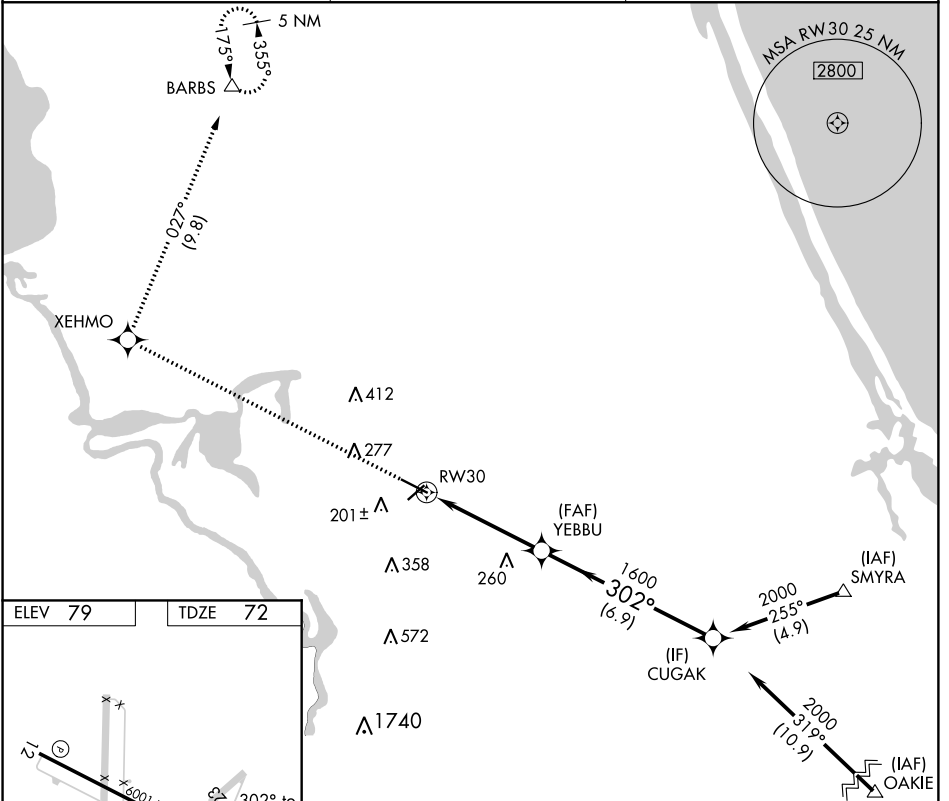 5 NM
175°
355°
BARBS
MSA RW30 25 NM
2800
027°
(9.8)
XEHMO
412
277
RW30
201±
(FAF)
YEBBU
358
260
1600
302°
(6.9)
(IAF)
SMYRA
2000
255°
(4.9)
ELEV 79
TDZE 72
572
(IF)
CUGAK
1740
2000
319°
(10.9)
(IAF)
OAKIE
X
X
12
P
X
X
6001
23
302° to